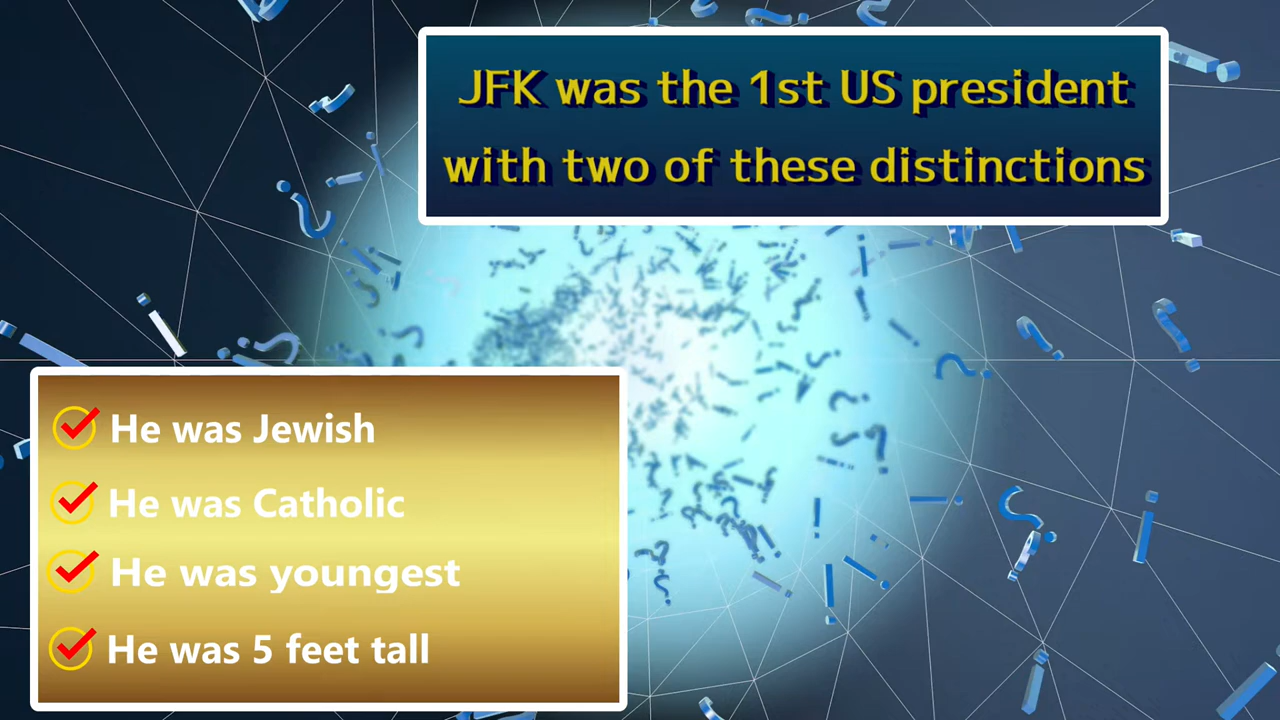 JFK was the 1st US president
with two of these distinctions
He was Jewish
He was Catholic
He was youngest
He was 5 feet tall